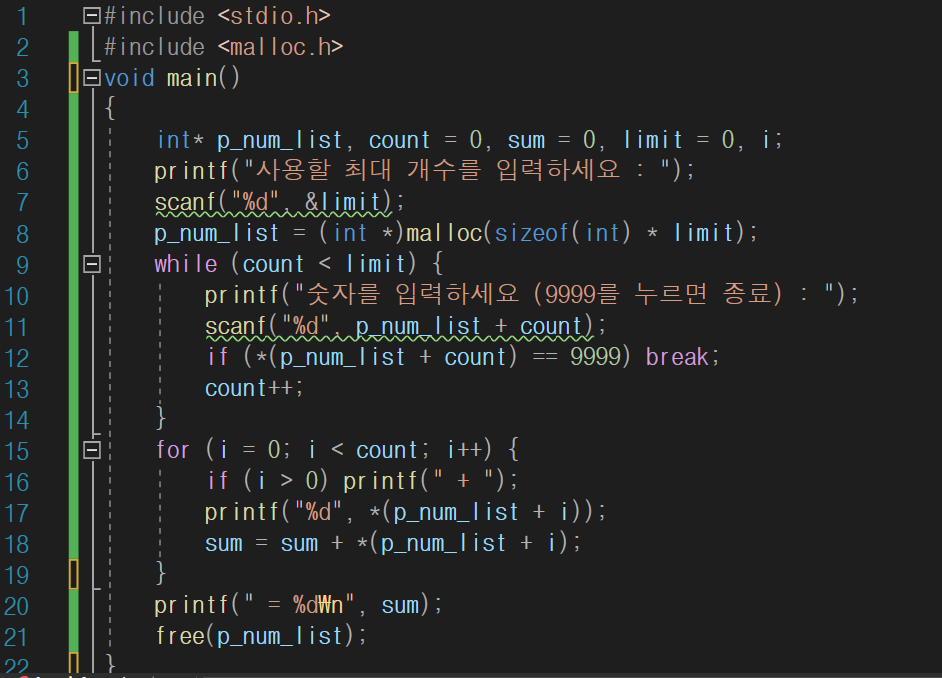 1 #include <stdio.h>
2 #include <malloc.h>
3 void main()
4 {
5 int* p_num_list, count = 0, sum = 0, limit = 0, i;
6 printf("사용할 최대 개수를 입력하세요 : ");
7 scanf("%d", &limit);
8 p_num_list = (int *)malloc(sizeof(int) * limit);
9 while (count < limit) {
10 printf("숫자를 입력하세요 (9999를 누르면 종료) : ");
11 scanf("%d", p_num_list + count);
12 if (*(p_num_list + count) == 9999) break;
13 count++;
14 }
15 for (i = 0; i < count; i++) {
16 if (i > 0) printf(" + ");
17 printf("%d", *(p_num_list + i));
18 sum = sum + *(p_num_list + i);
19 }
20 printf(" = %d₩n", sum);
21 free(p_num_list);
22 }